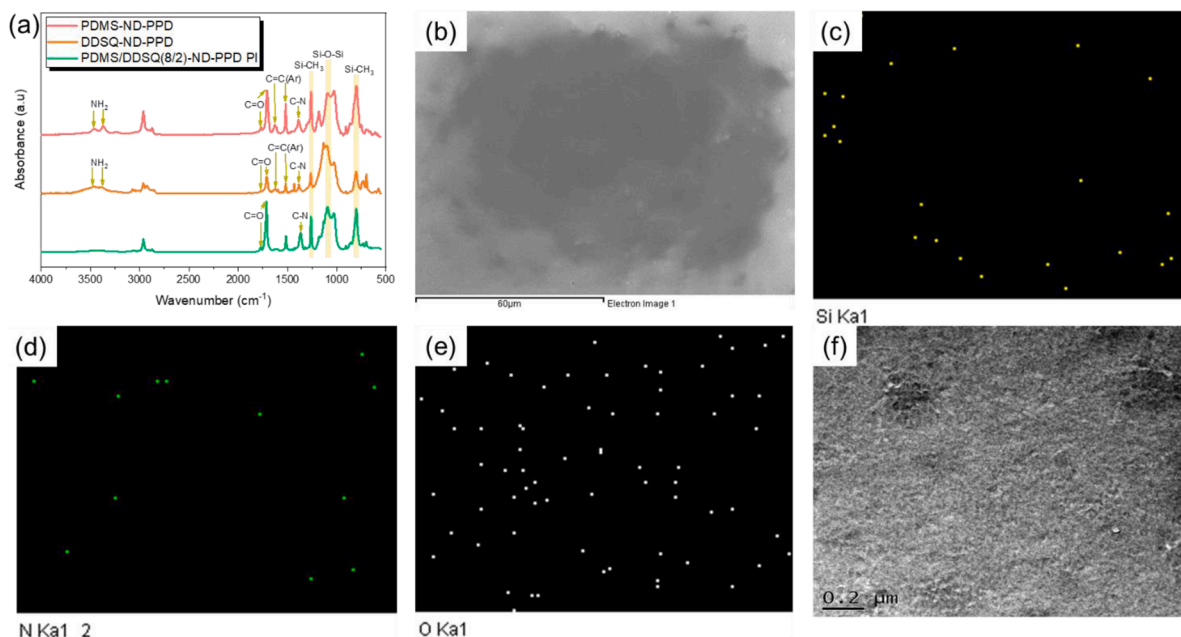 (a)
PDMS-ND-PPD
DDSQ-ND-PPD
PDMS/DDSQ(8/2)-ND-PPD PI
Si-O-Si
Si-CH3
Si-CH3
C=C(Ar)
C=O
C-N
NH2
C=C(Ar)
C=O
C-N
NH2
C=O
C-N
Absorbance (a.u)
4000 3500 3000 2500 2000 1500 1000 500
Wavenumber (cm-1)
(b)
60µm
Electron Image 1
(c)
Si Ka1
(d)
N Ka1_2
(e)
O Ka1
(f)
0.2 µm